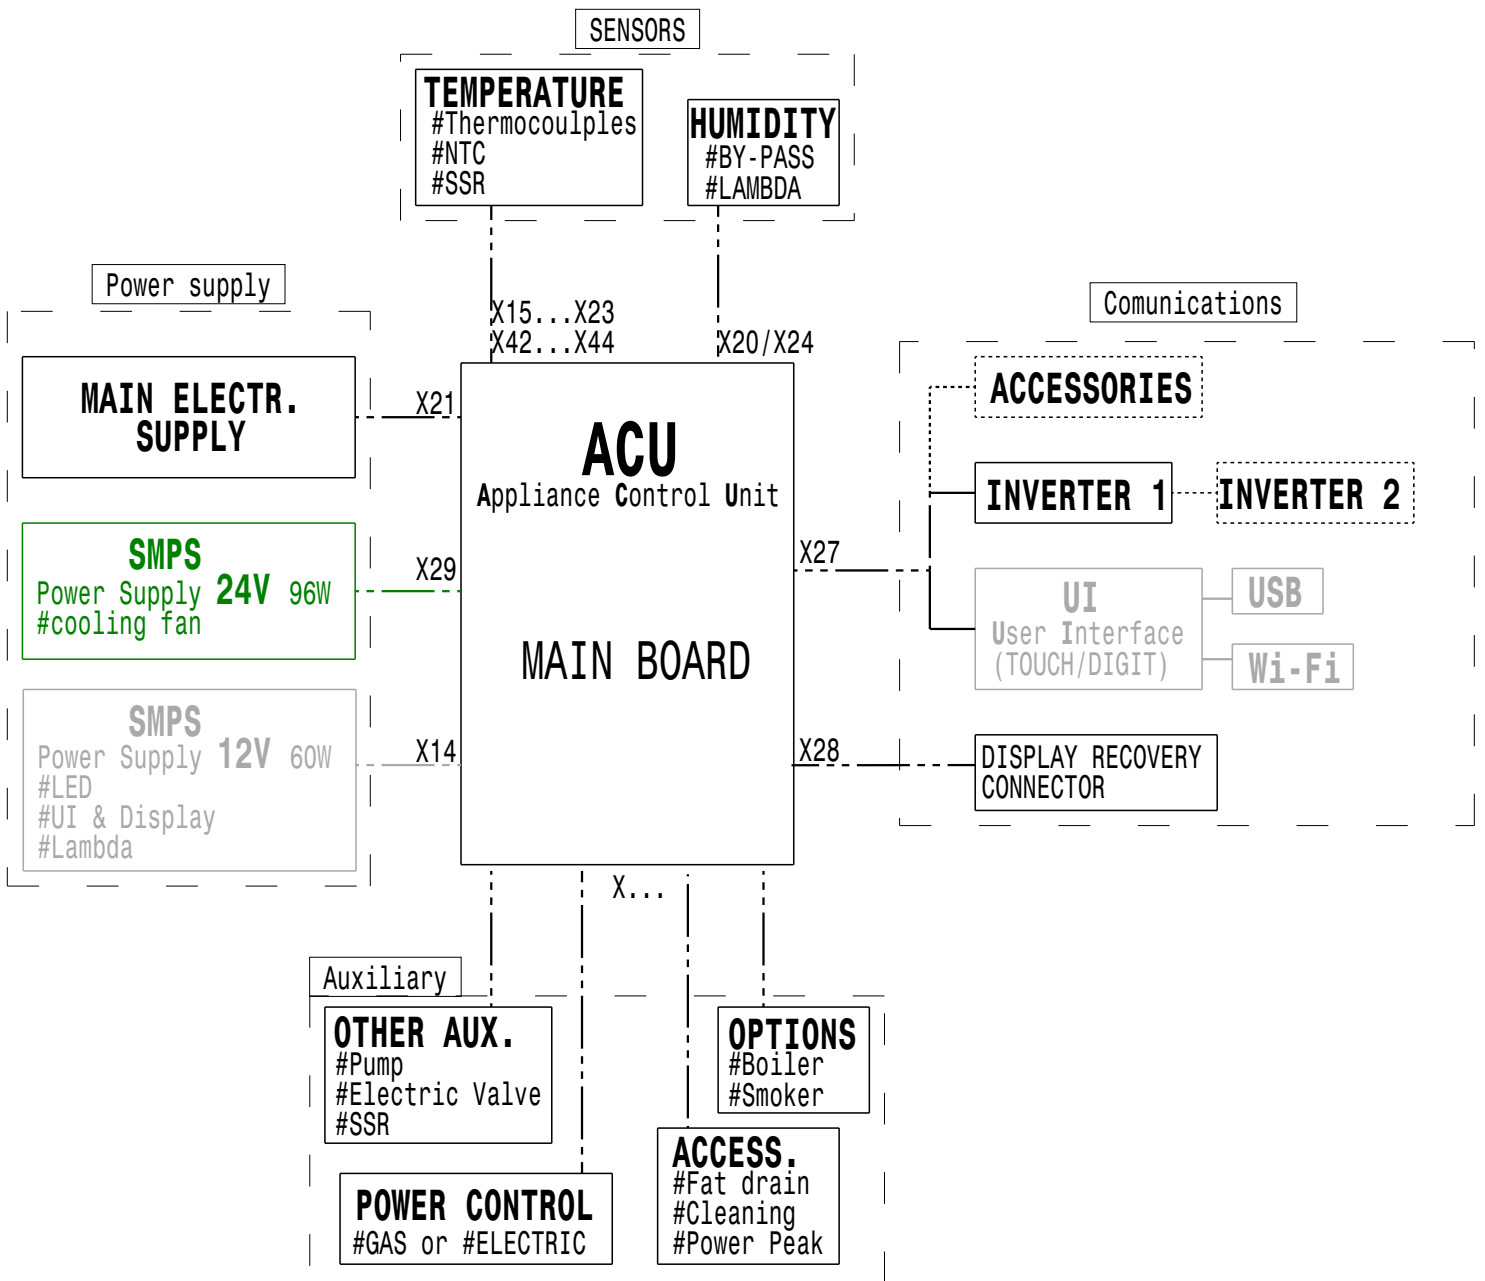 SENSORS
TEMPERATURE
#Thermocoulples
#NTC
#SSR
HUMIDITY
#BY-PASS
#LAMBDA
Power supply
Comunications
X15...X23
X42...X44
X20/X24
MAIN ELECTR.
SUPPLY
X21
SMPS
Power Supply 24V 96W
#cooling fan
X29
SMPS
Power Supply 12V 60W
#LED
#UI & Display
#Lambda
X14
ACU
Appliance Control Unit
MAIN BOARD
X27
X28
ACCESSORIES
INVERTER 1
INVERTER 2
UI
User Interface
(TOUCH/DIGIT)
USB
Wi-Fi
DISPLAY RECOVERY
CONNECTOR
X...
Auxiliary
OTHER AUX.
#Pump
#Electric Valve
#SSR
OPTIONS
#Boiler
#Smoker
POWER CONTROL
#GAS or #ELECTRIC
ACCESS.
#Fat drain
#Cleaning
#Power Peak